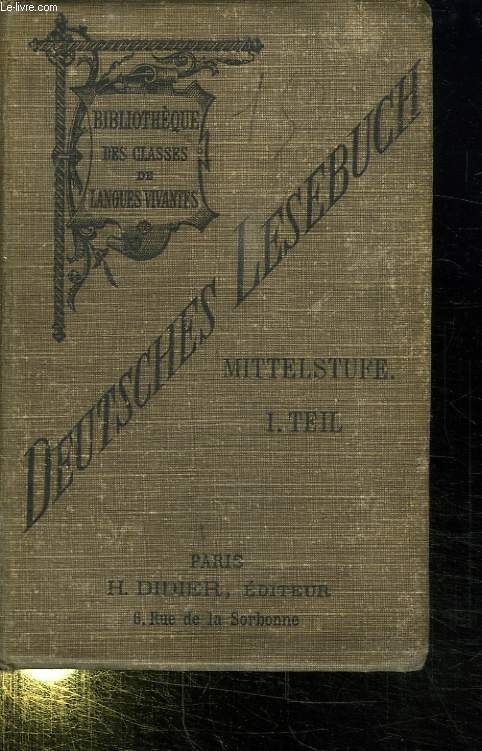 Le-livre.com
BIBLIOTHÈQUE
DES CLASSES
DE
LANGUES VIVANTES
DEUTSCHES LESEBUCH
MITTELSTUFE.
I. TEIL
PARIS
H. DIDIER, ÉDITEUR
6, Rue de la Sorbonne